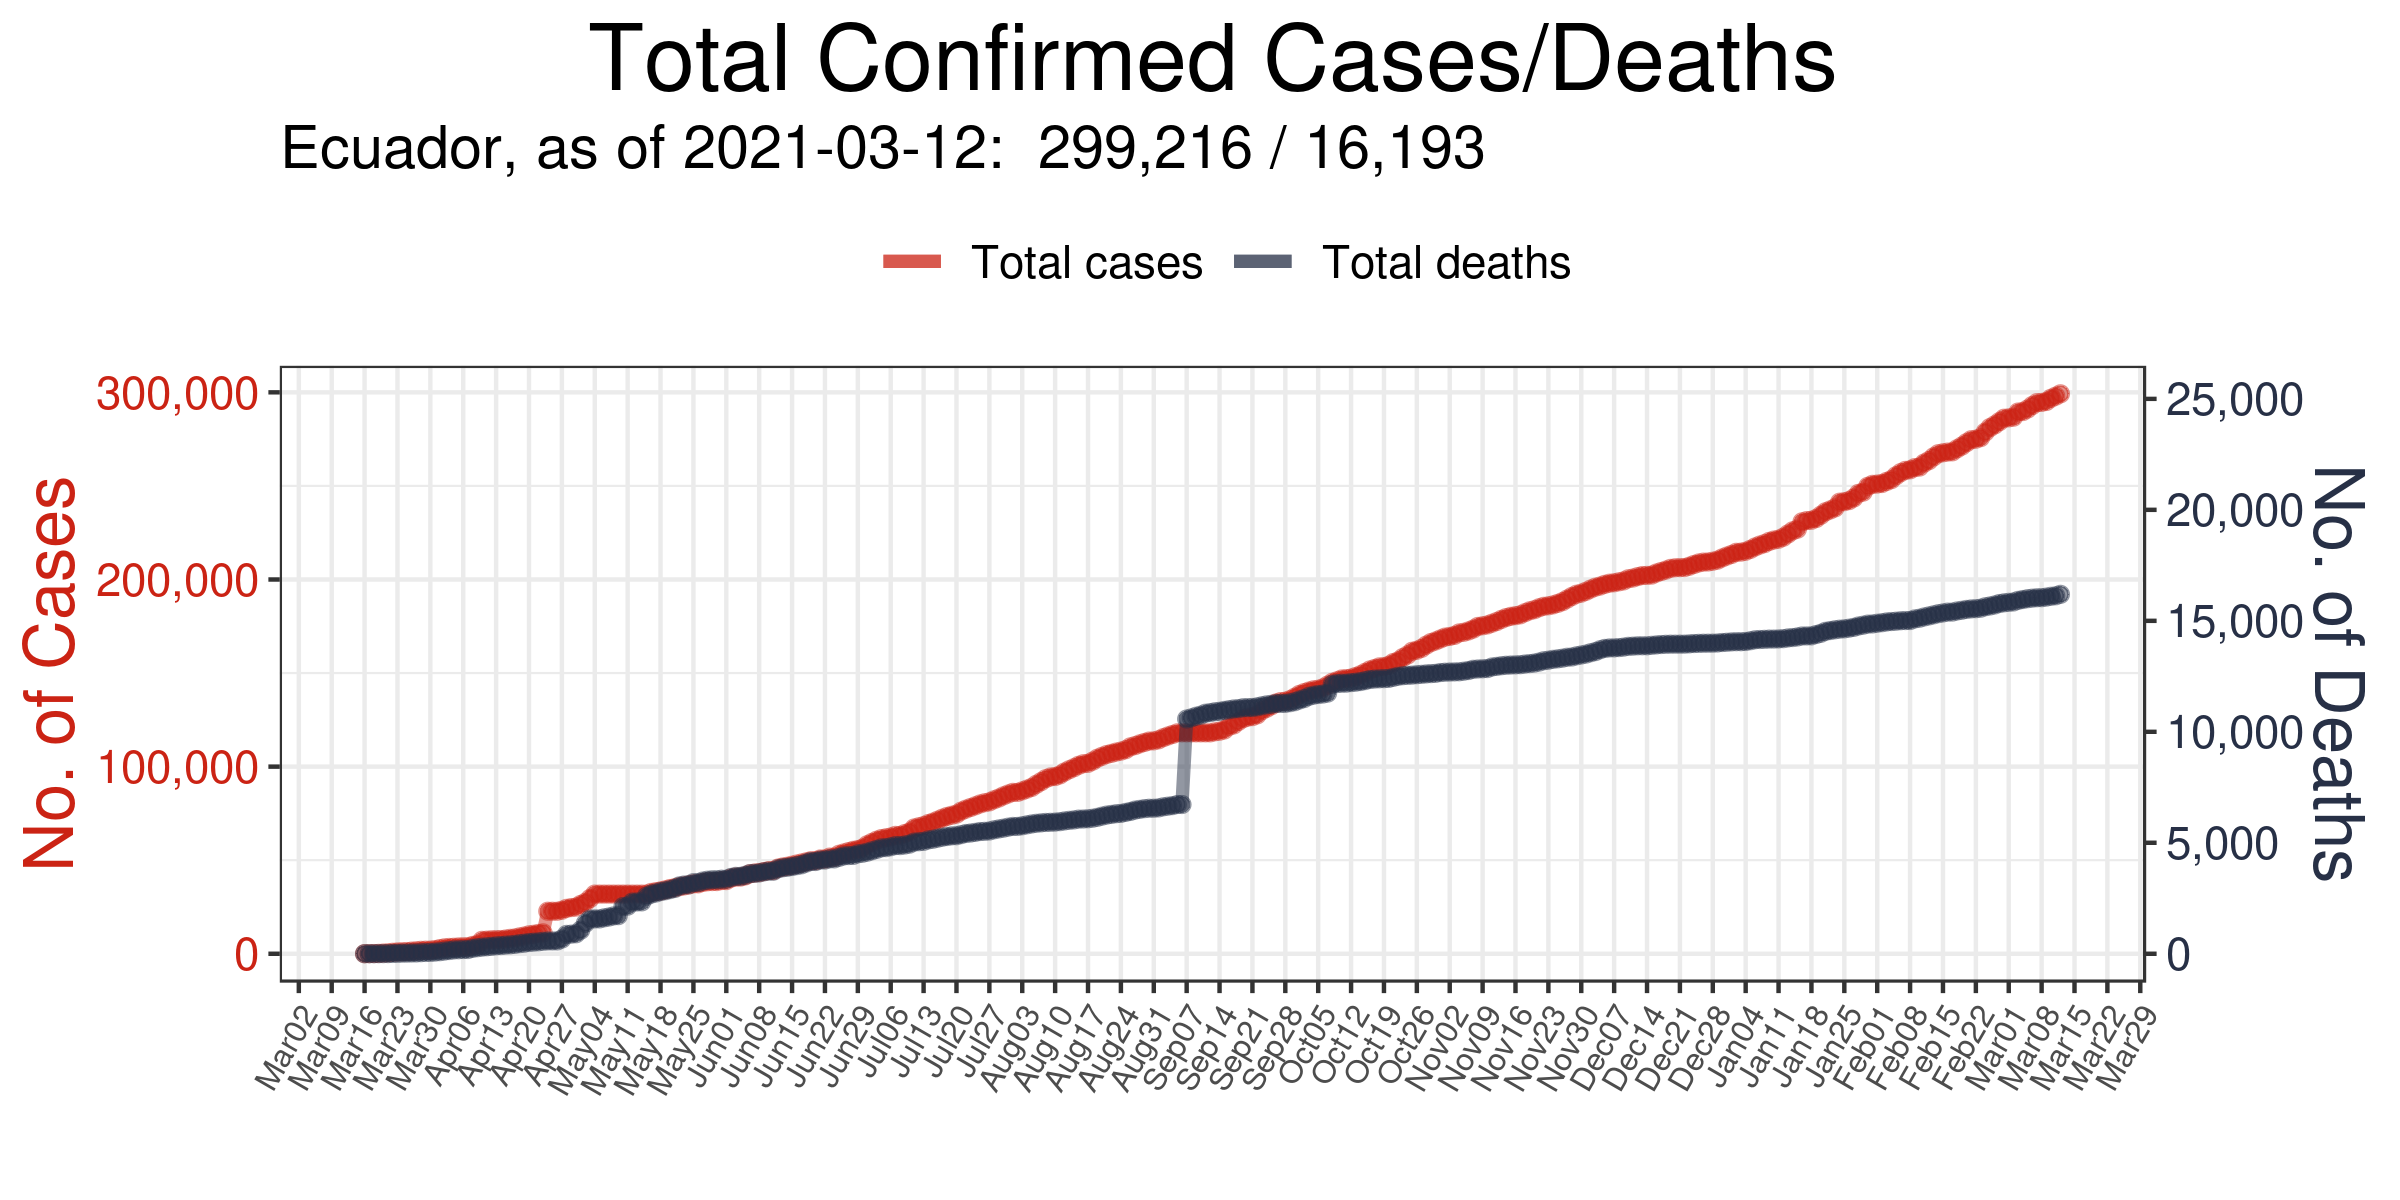 Total Confirmed Cases/Deaths
Ecuador, as of 2021-03-12:  299,216 / 16,193
Total cases
Total deaths
No. of Cases
300,000
200,000
100,000
0
25,000
20,000
15,000
10,000
5,000
0
No. of Deaths
Mar02
Mar09
Mar16
Mar23
Mar30
Apr06
Apr13
Apr20
Apr27
May04
May11
May18
May25
Jun01
Jun08
Jun15
Jun22
Jun29
Jul06
Jul13
Jul20
Jul27
Aug03
Aug10
Aug17
Aug24
Aug31
Sep07
Sep14
Sep21
Sep28
Oct05
Oct12
Oct19
Oct26
Nov02
Nov09
Nov16
Nov23
Nov30
Dec07
Dec14
Dec21
Dec28
Jan04
Jan11
Jan18
Jan25
Feb01
Feb08
Feb15
Feb22
Mar01
Mar08
Mar15
Mar22
Mar29